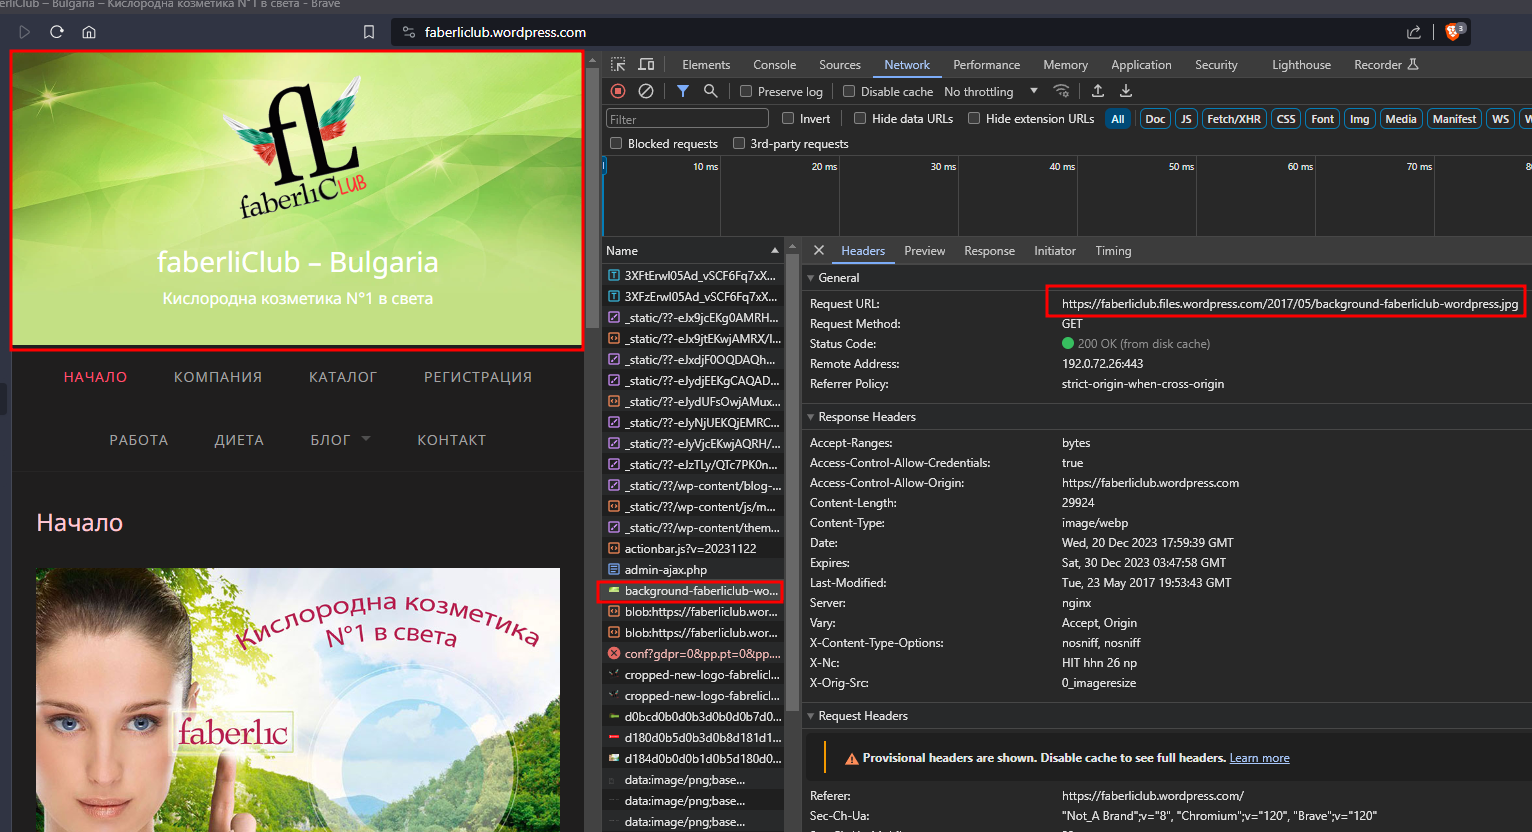 erliClub – Bulgaria – Кислородна козметика N°1 в света - Brave
faberliclub.wordpress.com
3
fL
faberliCLUB
faberliClub – Bulgaria
Кислородна козметика N°1 в света
НАЧАЛО КОМПАНИЯ КАТАЛОГ РЕГИСТРАЦИЯ
РАБОТА ДИЕТА БЛОГ КОНТАКТ
Начало
Кислородна козметика
N°1 в света
faberlic
Elements Console Sources Network Performance Memory Application Security Lighthouse Recorder
Preserve log Disable cache No throttling
Filter Invert Hide data URLs Hide extension URLs All Doc JS Fetch/XHR CSS Font Img Media Manifest WS W
Blocked requests 3rd-party requests
10 ms 20 ms 30 ms 40 ms 50 ms 60 ms 70 ms 8
Name
3XFtErwI05Ad_vSCF6Fq7xX...
3XFzErwI05Ad_vSCF6Fq7xX...
_static/??-eJx9jcEKg0AMRH...
_static/??-eJx9jtEKwjAMRX/I...
_static/??-eJxdjF0OQDAQh...
_static/??-eJydjEEKgCAQAD...
_static/??-eJydUFsOwjAMux...
_static/??-eJyNjUEKQjEMRC...
_static/??-eJyVjcEKwjAQRH/...
_static/??-eJzTLy/QTc7PK0n...
_static/??/wp-content/blog-...
_static/??/wp-content/js/m...
_static/??/wp-content/them...
actionbar.js?v=20231122
admin-ajax.php
background-faberliclub-wo...
blob:https://faberliclub.wor...
blob:https://faberliclub.wor...
conf?gdpr=0&pp.pt=0&pp....
cropped-new-logo-fabrelicl...
cropped-new-logo-fabrelicl...
d0bcd0b0d0b3d0b0d0b7d0...
d180d0b5d0b3d0b8d181d1...
d184d0b0d0b1d0b5d180d0...
data:image/png;base...
data:image/png;base...
data:image/png;base...
Headers Preview Response Initiator Timing
General
Request URL: https://faberliclub.files.wordpress.com/2017/05/background-faberliclub-wordpress.jpg
Request Method: GET
Status Code: 200 OK (from disk cache)
Remote Address: 192.0.72.26:443
Referrer Policy: strict-origin-when-cross-origin
Response Headers
Accept-Ranges: bytes
Access-Control-Allow-Credentials: true
Access-Control-Allow-Origin: https://faberliclub.wordpress.com
Content-Length: 29924
Content-Type: image/webp
Date: Wed, 20 Dec 2023 17:59:39 GMT
Expires: Sat, 30 Dec 2023 03:47:58 GMT
Last-Modified: Tue, 23 May 2017 19:53:43 GMT
Server: nginx
Vary: Accept, Origin
X-Content-Type-Options: nosniff, nosniff
X-Nc: HIT hhn 26 np
X-Orig-Src: 0_imageresize
Request Headers
Provisional headers are shown. Disable cache to see full headers. Learn more
Referer: https://faberliclub.wordpress.com/
Sec-Ch-Ua: "Not_A Brand";v="8", "Chromium";v="120", "Brave";v="120"